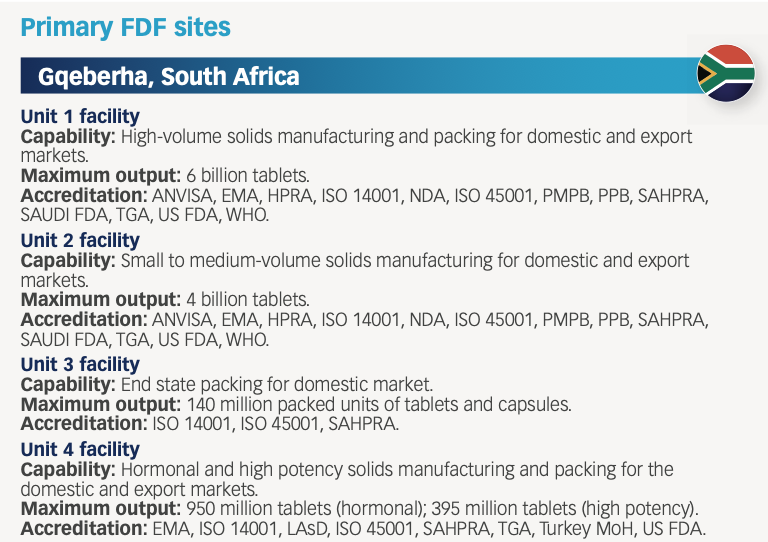 Primary FDF sites
Gqeberha, South Africa
Unit 1 facility
Capability: High-volume solids manufacturing and packing for domestic and export
markets.
Maximum output: 6 billion tablets.
Accreditation: ANVISA, EMA, HPRA, ISO 14001, NDA, ISO 45001, PMPB, PPB, SAHPRA,
SAUDI FDA, TGA, US FDA, WHO.
Unit 2 facility
Capability: Small to medium-volume solids manufacturing for domestic and export
markets.
Maximum output: 4 billion tablets.
Accreditation: ANVISA, EMA, HPRA, ISO 14001, NDA, ISO 45001, PMPB, PPB, SAHPRA,
SAUDI FDA, TGA, US FDA, WHO.
Unit 3 facility
Capability: End state packing for domestic market.
Maximum output: 140 million packed units of tablets and capsules.
Accreditation: ISO 14001, ISO 45001, SAHPRA.
Unit 4 facility
Capability: Hormonal and high potency solids manufacturing and packing for the
domestic and export markets.
Maximum output: 950 million tablets (hormonal); 395 million tablets (high potency).
Accreditation: EMA, ISO 14001, LAsD, ISO 45001, SAHPRA, TGA, Turkey MoH, US FDA.